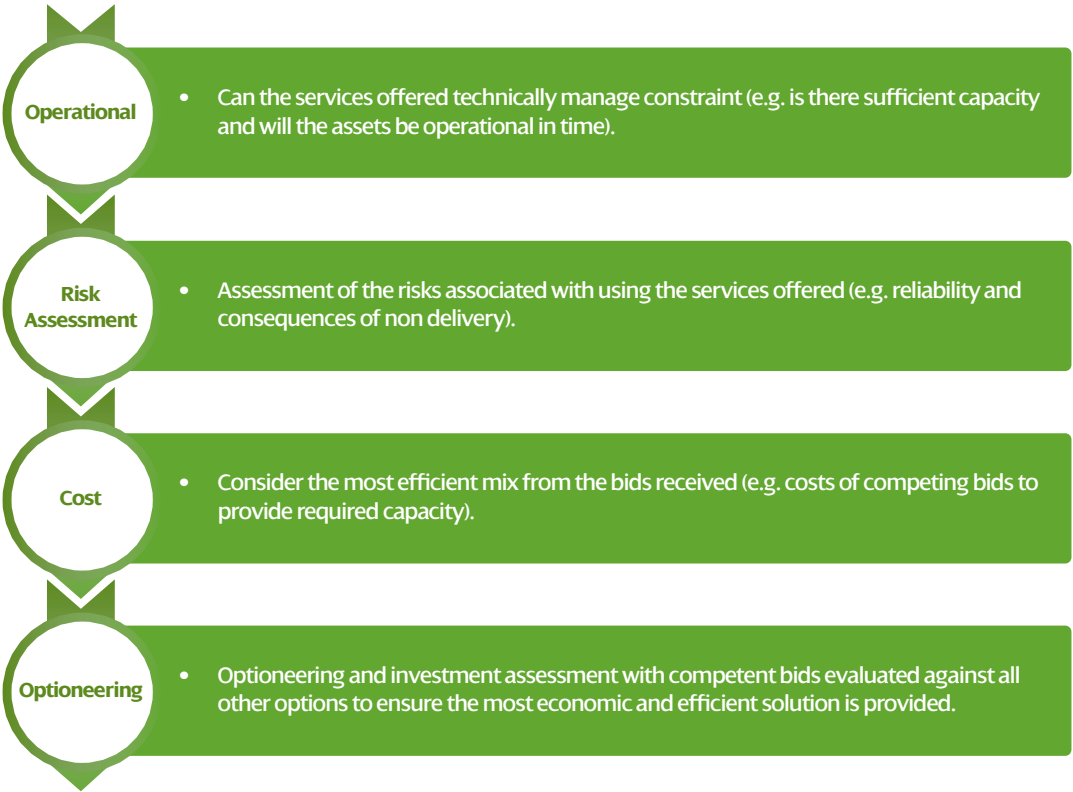 Operational
• Can the services offered technically manage constraint (e.g. is there sufficient capacity
and will the assets be operational in time).
Risk
Assessment
• Assessment of the risks associated with using the services offered (e.g. reliability and
consequences of non delivery).
Cost
• Consider the most efficient mix from the bids received (e.g. costs of competing bids to
provide required capacity).
Optioneering
• Optioneering and investment assessment with competent bids evaluated against all
other options to ensure the most economic and efficient solution is provided.